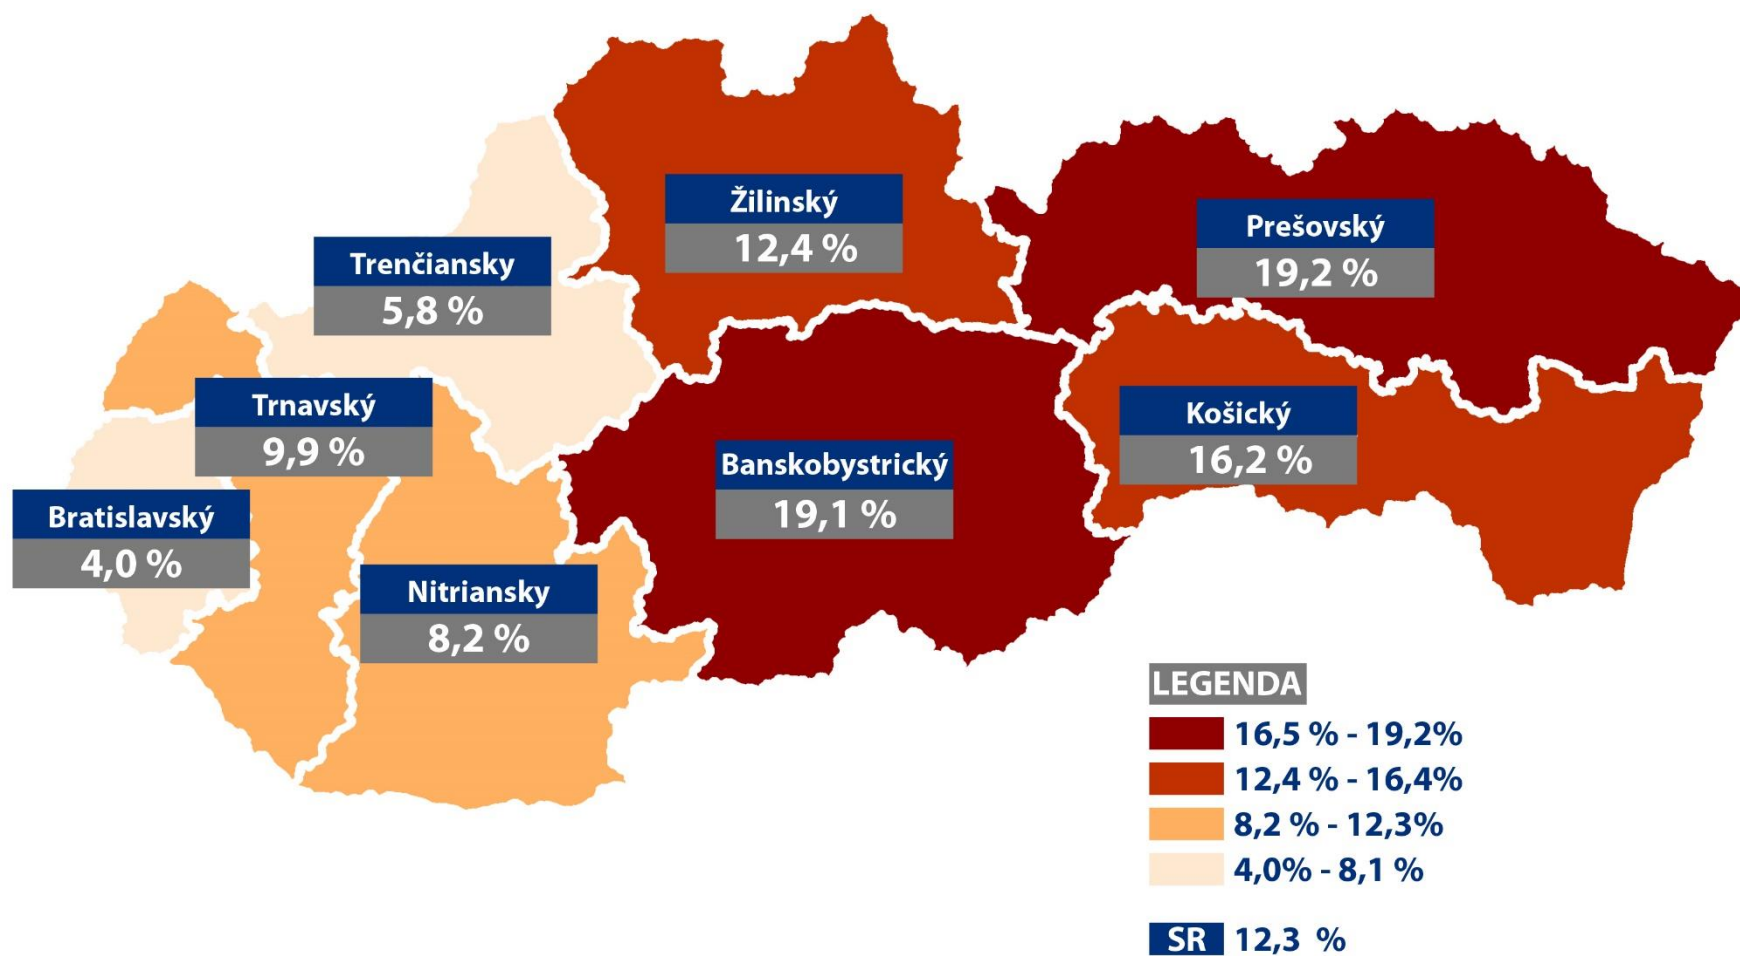 Žilinský
12,4 %
Prešovský
19,2 %
Trenčiansky
5,8 %
Trnavský
9,9 %
Košický
16,2 %
Banskobystrický
19,1 %
Bratislavský
4,0 %
Nitriansky
8,2 %
LEGENDA
16,5 % - 19,2%
12,4 % - 16,4%
8,2 % - 12,3%
4,0% - 8,1 %
SR 12,3 %